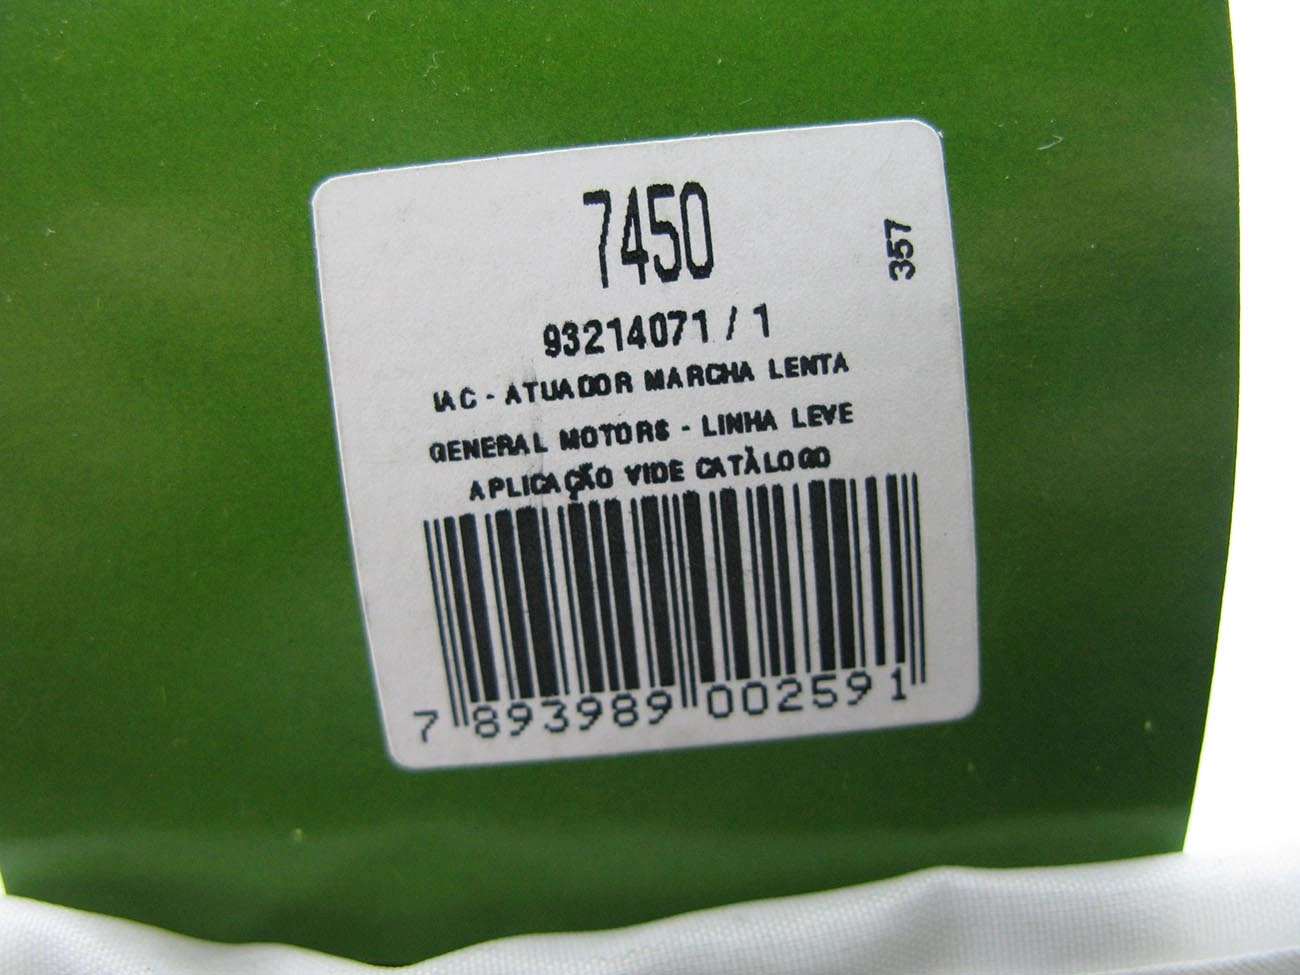 7450
357
93214071 / 1
IAC - ATUADOR MARCHA LENTA
GENERAL MOTORS - LINHA LEVE
APLICAÇÃO VIDE CATÀLOGO
7 893989 002591